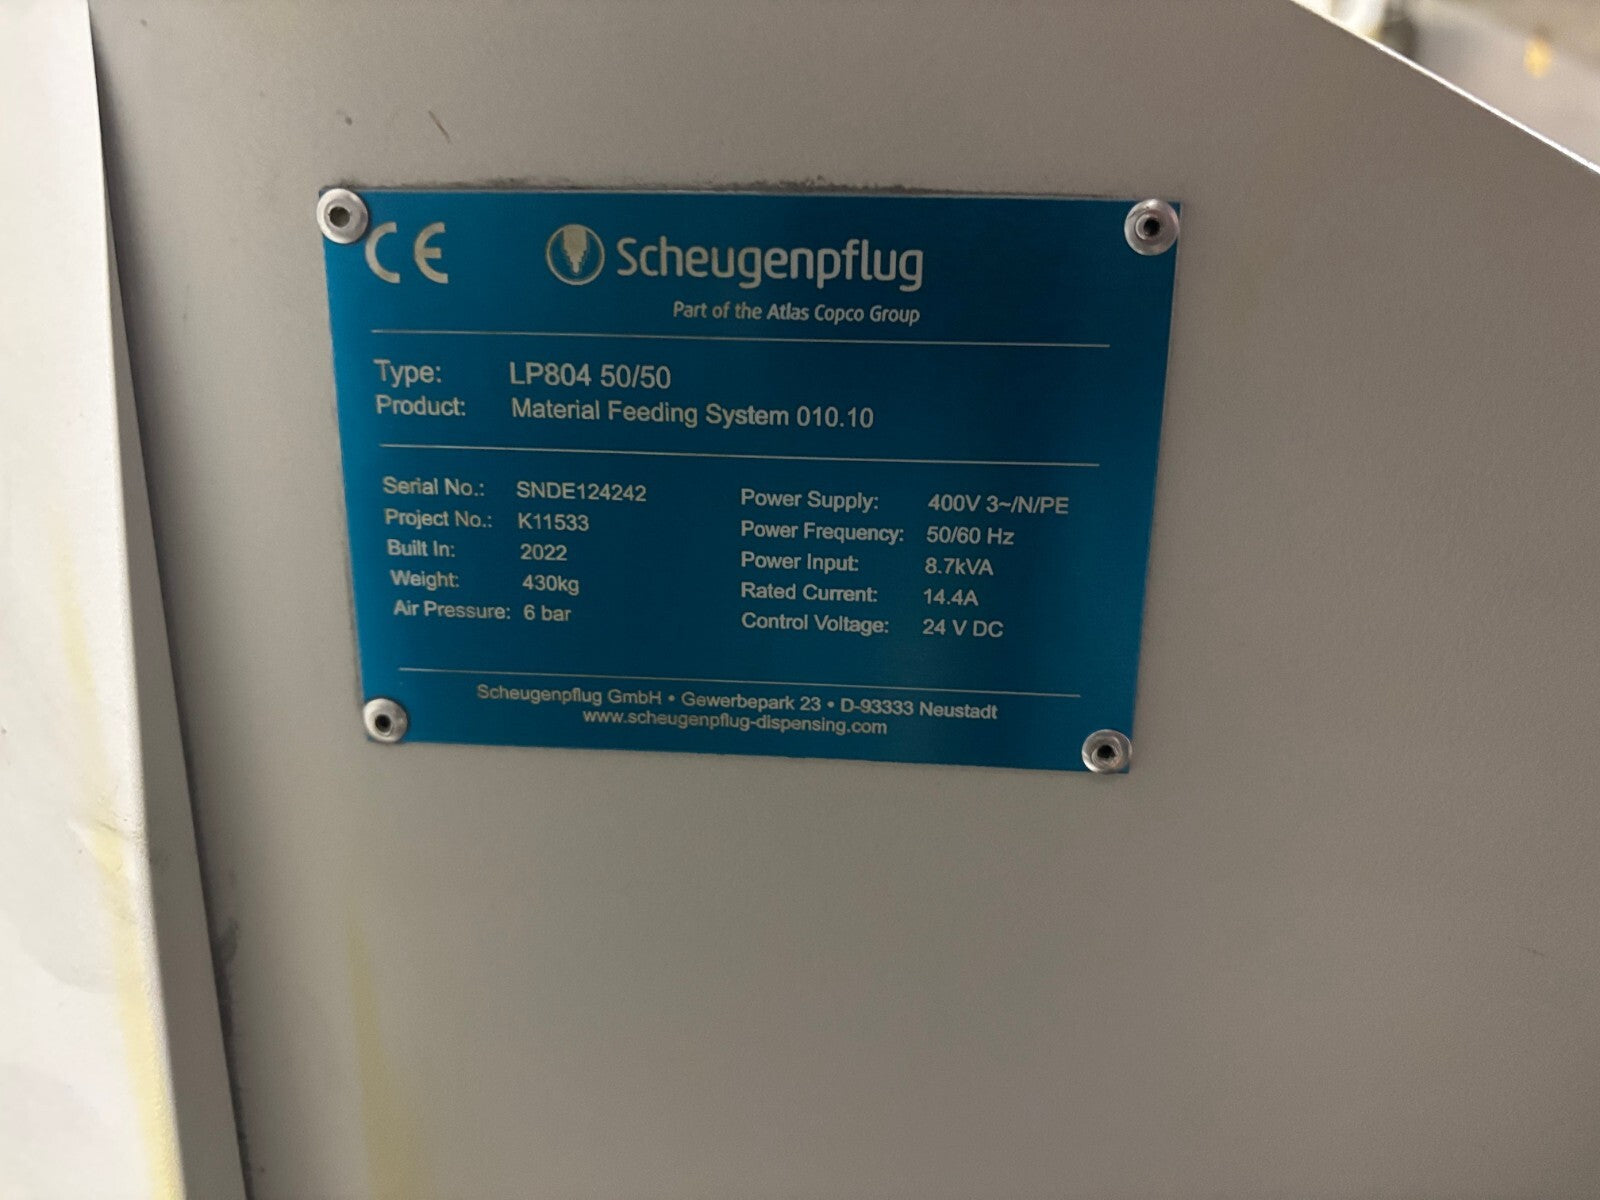 CE
Scheugenpflug
Part of the Atlas Copco Group
Type: LP804 50/50
Product: Material Feeding System 010.10
Serial No.: SNDE124242
Project No.: K11533
Built In: 2022
Weight: 430kg
Air Pressure: 6 bar
Power Supply: 400V 3~/N/PE
Power Frequency: 50/60 Hz
Power Input: 8.7kVA
Rated Current: 14.4A
Control Voltage: 24 V DC
Scheugenpflug GmbH • Gewerbepark 23 • D-93333 Neustadt
www.scheugenpflug-dispensing.com